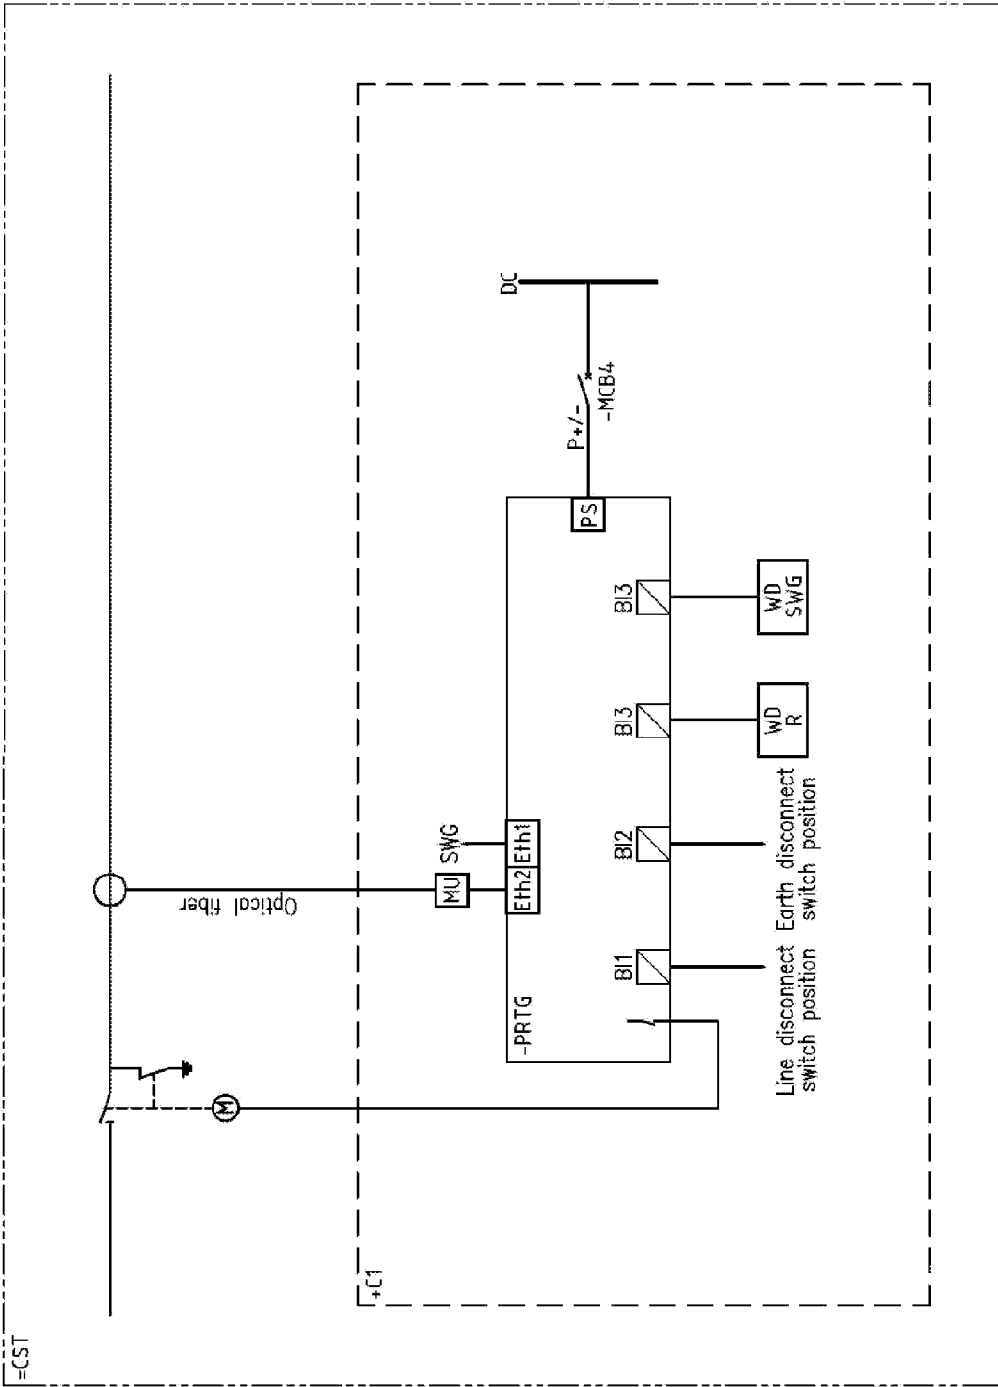 =CST
+C1
M
Optical fiber
MU
SWG
Eth2
Eth1
-PRTG
BI1
BI2
BI3
BI3
PS
P+/-
-MCB4
DC
Line disconnect
switch position
Earth disconnect
switch position
WD
R
WD
SWG